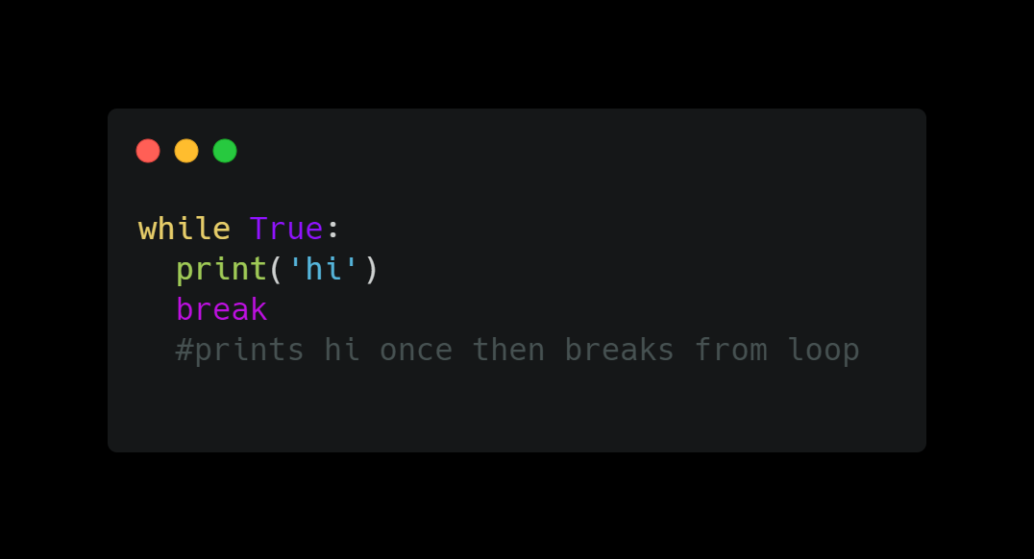 while True:
  print('hi')
  break
  #prints hi once then breaks from loop